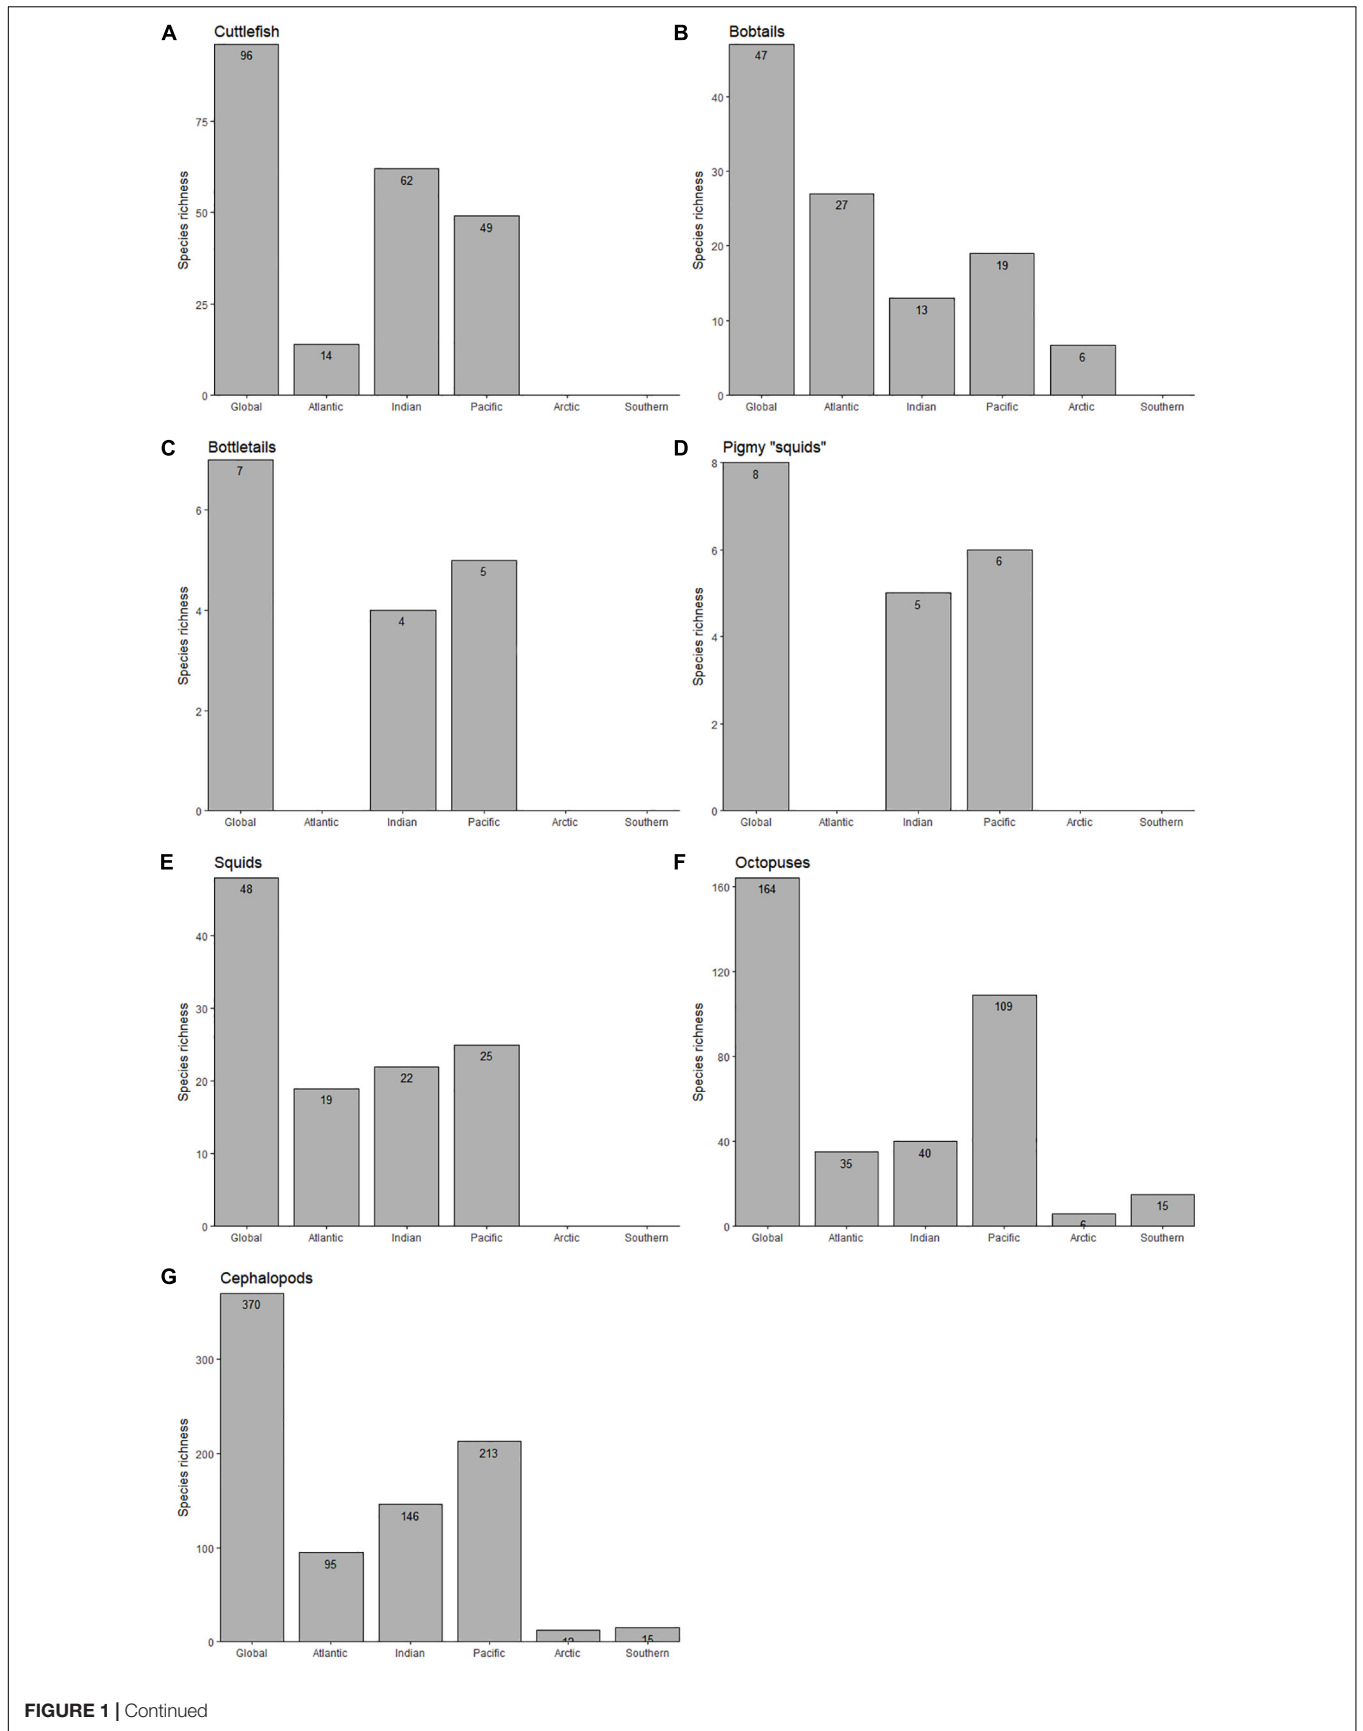 A Cuttlefish
96
75
50
25
0
62
49
14
Species richness
Global Atlantic Indian Pacific Arctic Southern
B Bobtails
47
40
30
20
10
0
27
19
13
6
Species richness
Global Atlantic Indian Pacific Arctic Southern
C Bottletails
7
6
4
2
0
5
4
Species richness
Global Atlantic Indian Pacific Arctic Southern
D Pigmy "squids"
8
8
6
4
2
0
6
5
Species richness
Global Atlantic Indian Pacific Arctic Southern
E Squids
48
40
30
20
10
0
25
22
19
Species richness
Global Atlantic Indian Pacific Arctic Southern
F Octopuses
164
160
120
80
40
0
109
40
35
15
6
Species richness
Global Atlantic Indian Pacific Arctic Southern
G Cephalopods
370
300
200
100
0
213
146
95
12
15
Species richness
Global Atlantic Indian Pacific Arctic Southern
FIGURE 1 | Continued